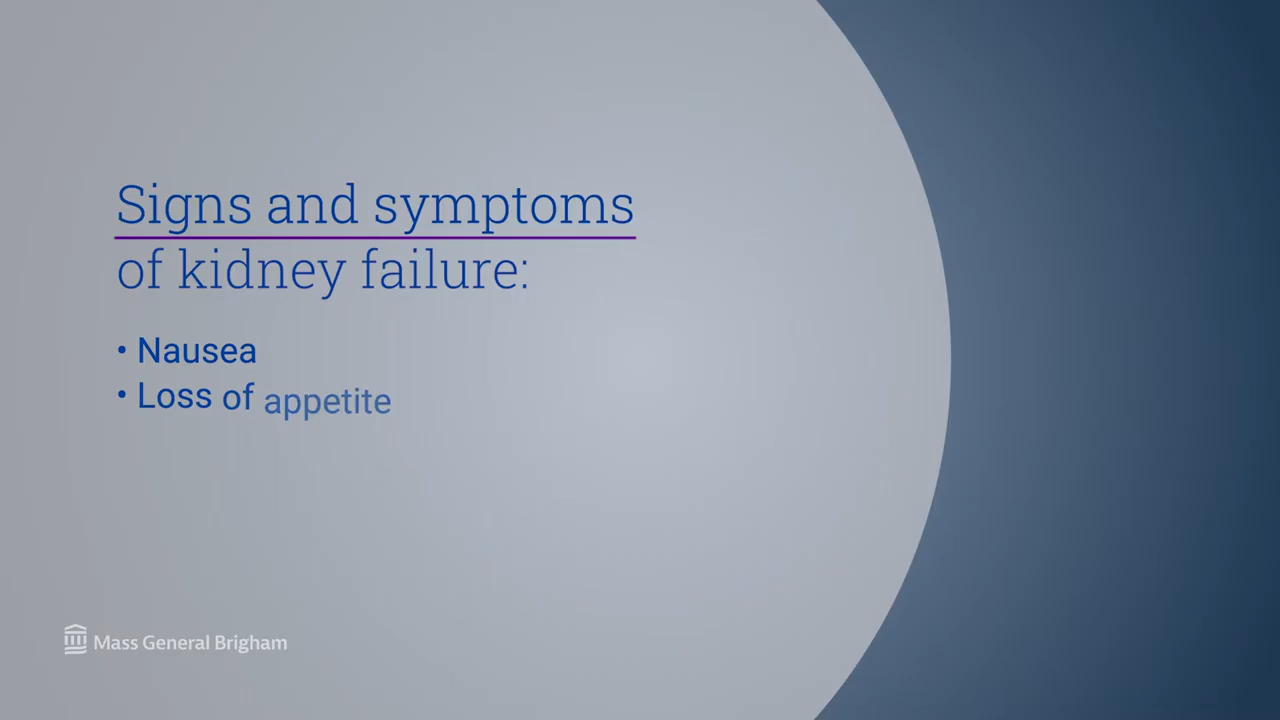 Signs and symptoms
of kidney failure:
• Nausea
• Loss of appetite
Mass General Brigham